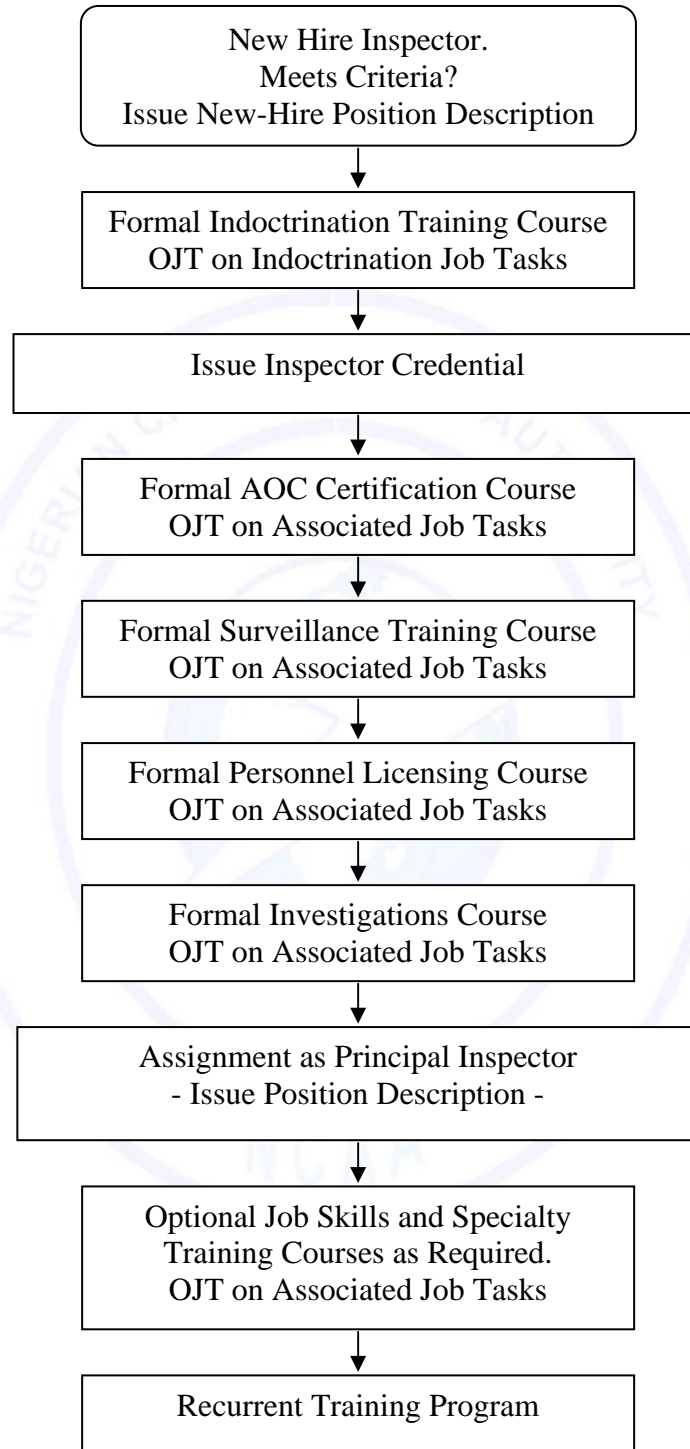 New Hire Inspector.
Meets Criteria?
Issue New-Hire Position Description
Formal Indoctrination Training Course
OJT on Indoctrination Job Tasks
Issue Inspector Credential
Formal AOC Certification Course
OJT on Associated Job Tasks
Formal Surveillance Training Course
OJT on Associated Job Tasks
Formal Personnel Licensing Course
OJT on Associated Job Tasks
Formal Investigations Course
OJT on Associated Job Tasks
Assignment as Principal Inspector
- Issue Position Description -
NCAA
Optional Job Skills and Specialty
Training Courses as Required.
OJT on Associated Job Tasks
Recurrent Training Program